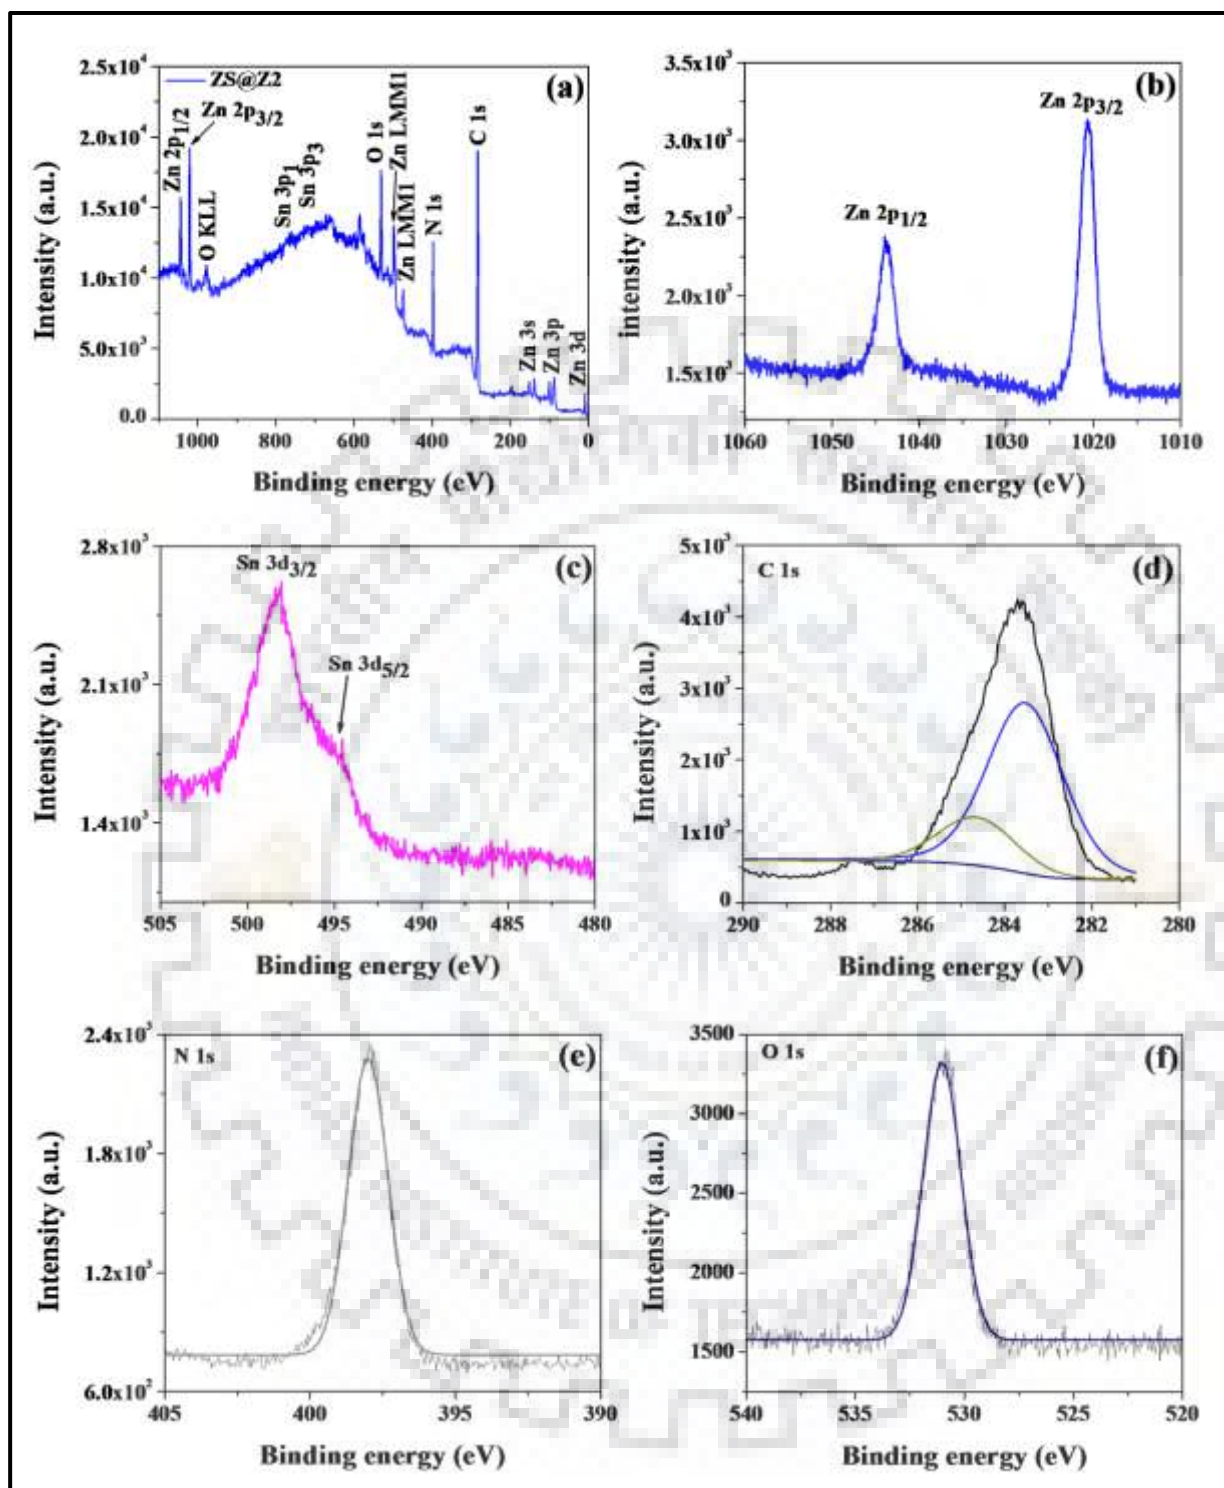 (a)
ZS@Z2
Zn 2p1/2
Zn 2p3/2
O KLL
Sn 3p1
Sn 3p3
O 1s
Zn LMM1
Zn LMM1
N 1s
C 1s
Zn 3s
Zn 3p
Zn 3d
2.5x10⁴
2.0x10⁴
1.5x10⁴
1.0x10⁴
5.0x10³
0.0
Intensity (a.u.)
1000 800 600 400 200 0
Binding energy (eV)
(b)
Zn 2p3/2
Zn 2p1/2
3.5x10³
3.0x10³
2.5x10³
2.0x10³
1.5x10³
intensity (a.u.)
1060 1050 1040 1030 1020 1010
Binding energy (eV)
(c)
Sn 3d3/2
Sn 3d5/2
2.8x10³
2.1x10³
1.4x10³
Intensity (a.u.)
505 500 495 490 485 480
Binding energy (eV)
C 1s (d)
5x10³
4x10³
3x10³
2x10³
1x10³
0
Intensity (a.u.)
290 288 286 284 282 280
Binding energy (eV)
N 1s (e)
2.4x10³
1.8x10³
1.2x10³
6.0x10²
Intensity (a.u.)
405 400 395 390
Binding energy (eV)
O 1s (f)
3500
3000
2500
2000
1500
Intensity (a.u.)
540 535 530 525 520
Binding energy (eV)